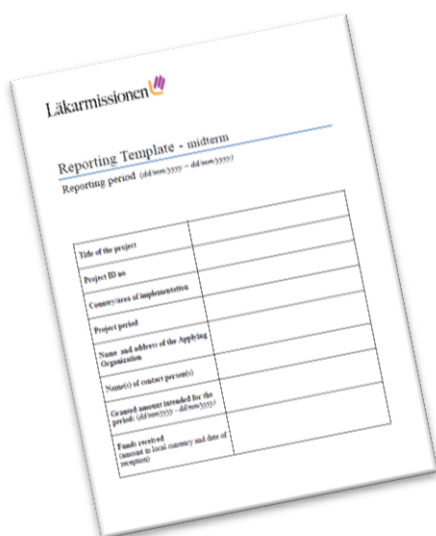 Läkarmissionen
Reporting Template - midterm
Reporting period (dd/mm/yyyy – dd/mm/yyyy)
Title of the project
Project ID no
Country/area of implementation
Project period
Name and address of the Applying
Organization
Name(s) of contact person(s)
Granted amount intended for the
period: (dd/mm/yyyy - dd/mm/yyyy)
Funds received
(amount in local currency and date of
reception)